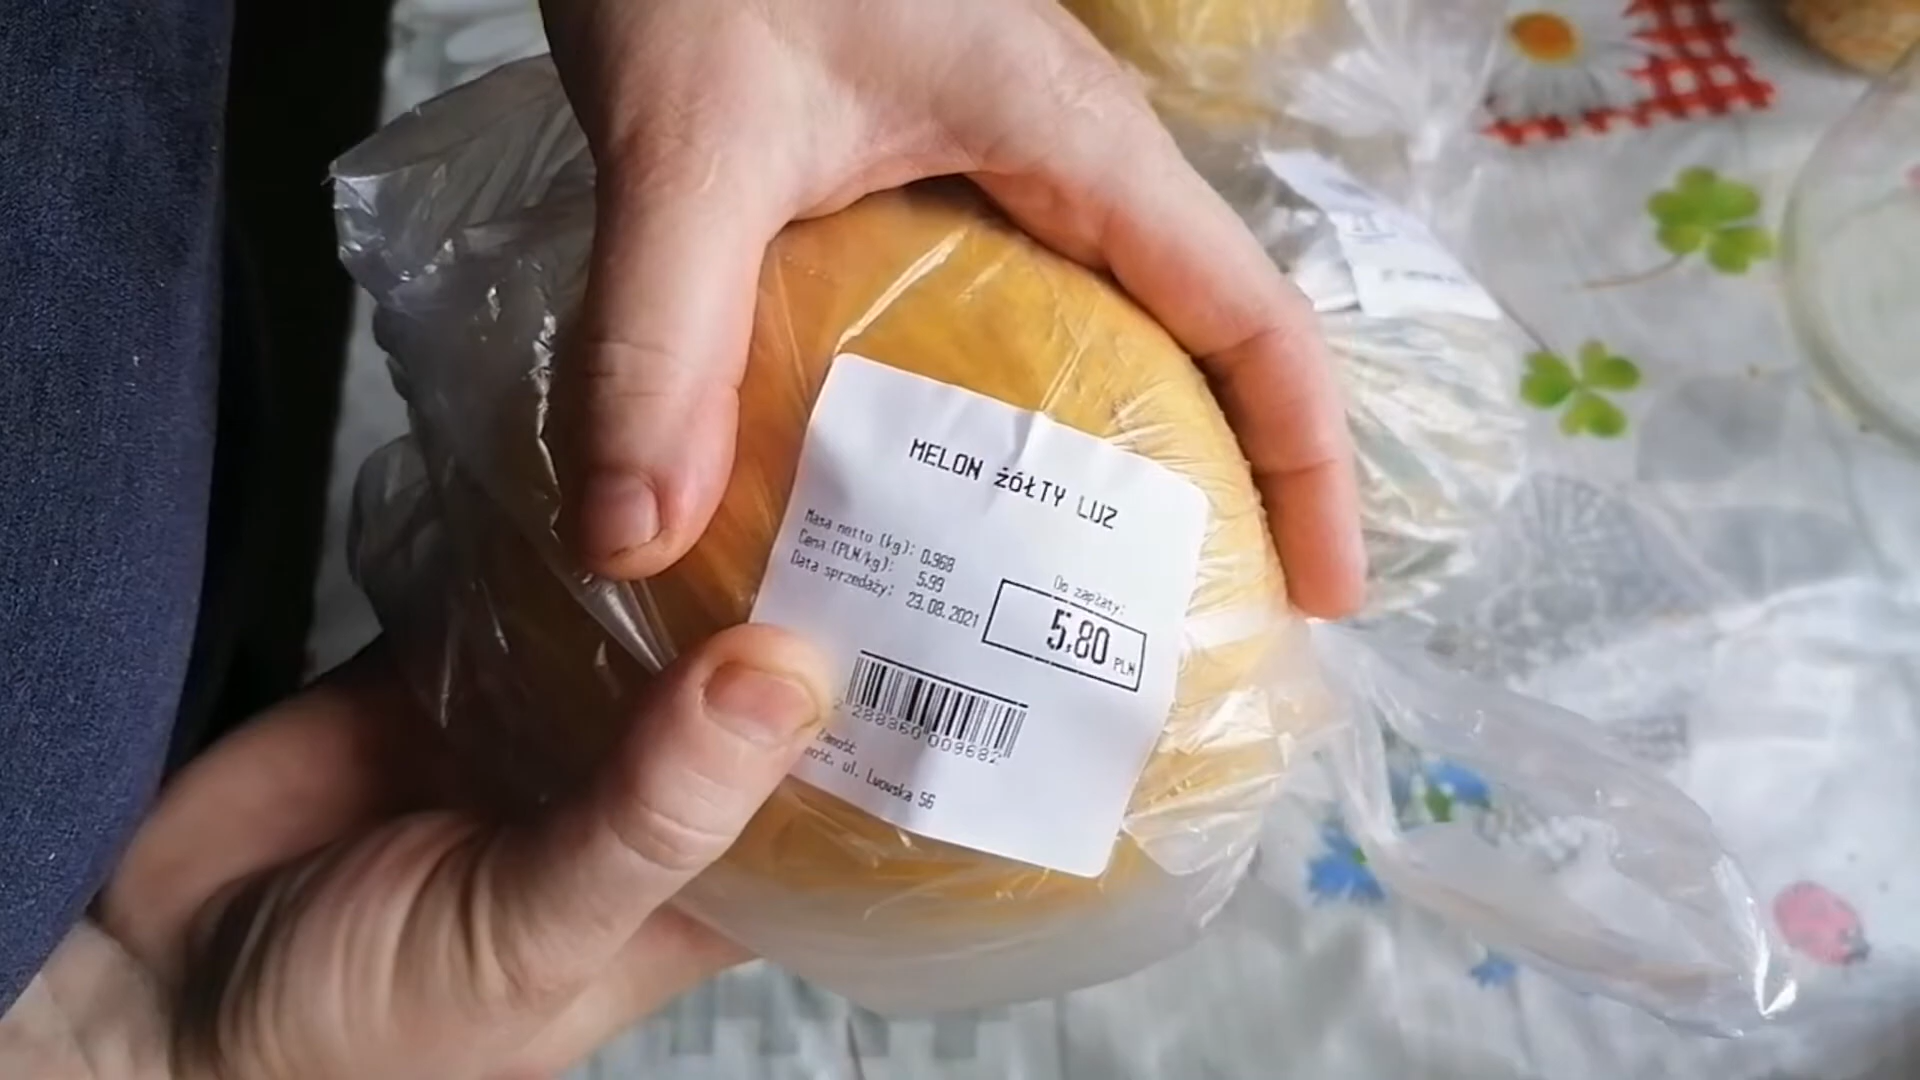 MELON ŻÓŁTY LUZ
Masa netto (kg): 0.968
Cena (PLN/kg): 5.99
Data sprzedaży: 23.08.2021
Do zapłaty:
5,80 PLN
2 288360 009682
Zamość
ul. Lwowska 56